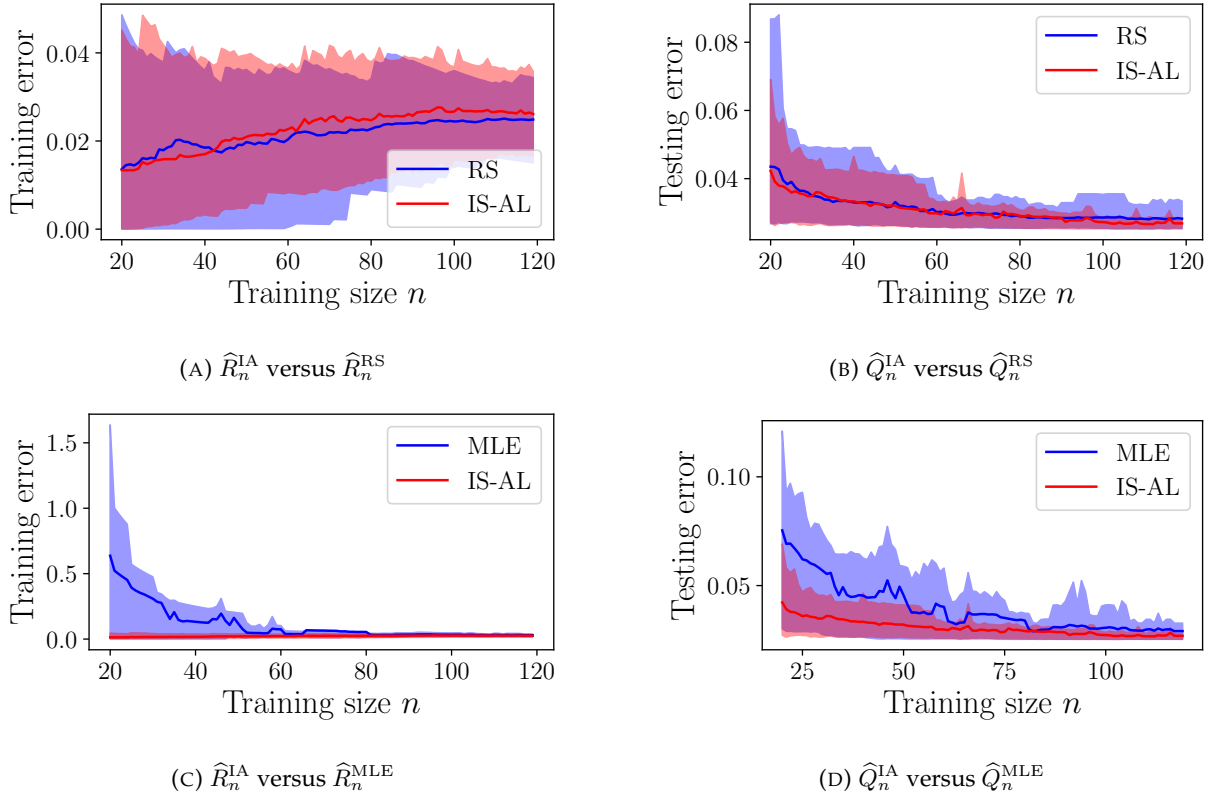 0.04
0.02
0.00
Training error
RS
IS-AL
20 40 60 80 100 120
Training size n
(A) R̂ₙᴵᴬ versus R̂ₙᴿˢ
0.08
0.06
0.04
Testing error
RS
IS-AL
20 40 60 80 100 120
Training size n
(B) Q̂ₙᴵᴬ versus Q̂ₙᴿˢ
1.5
1.0
0.5
0.0
Training error
MLE
IS-AL
20 40 60 80 100 120
Training size n
(C) R̂ₙᴵᴬ versus R̂ₙᴹᴸᴱ
0.10
0.05
Testing error
MLE
IS-AL
25 50 75 100
Training size n
(D) Q̂ₙᴵᴬ versus Q̂ₙᴹᴸᴱ